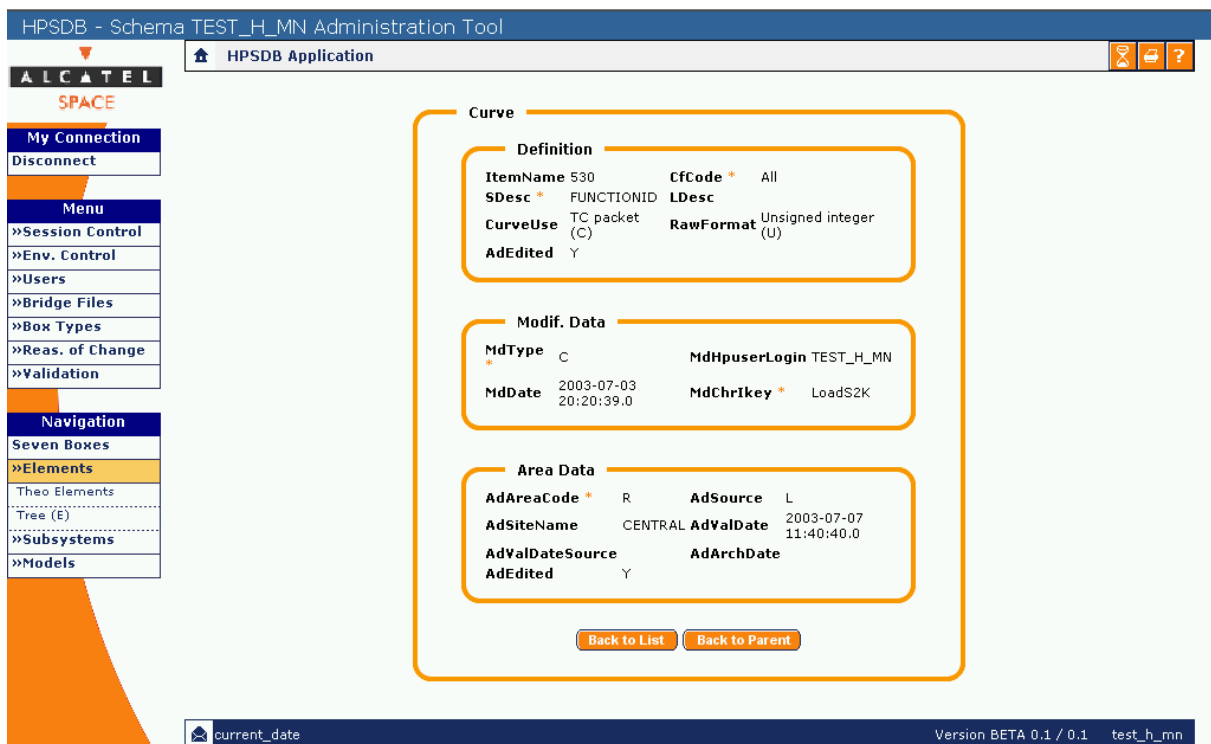 HPSDB - Schema TEST_H_MN Administration Tool
ALCATEL
SPACE
HPSDB Application
?
My Connection
Disconnect
Menu
»Session Control
»Env. Control
»Users
»Bridge Files
»Box Types
»Reas. of Change
»Validation
Navigation
Seven Boxes
»Elements
Theo Elements
Tree (E)
»Subsystems
»Models
Curve
Definition
ItemName 530 CfCode * All
SDesc * FUNCTIONID LDesc
CurveUse TC packet (C) RawFormat Unsigned integer (U)
AdEdited Y
Modif. Data
MdType * C MdHpuserLogin TEST_H_MN
MdDate 2003-07-03 20:20:39.0 MdChrIkey * LoadS2K
Area Data
AdAreaCode * R AdSource L
AdSiteName CENTRAL AdValDate 2003-07-07 11:40:40.0
AdValDateSource AdArchDate
AdEdited Y
Back to List Back to Parent
current_date Version BETA 0.1 / 0.1 test_h_mn